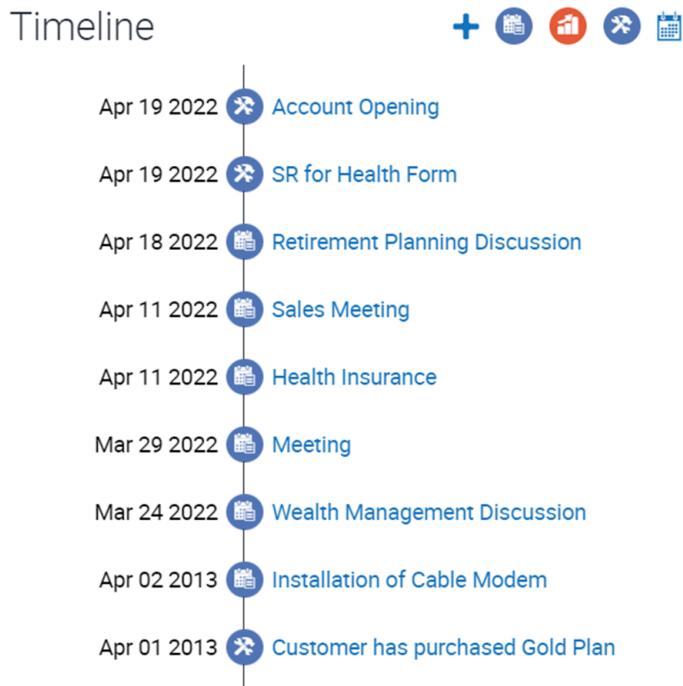 Timeline
Apr 19 2022 Account Opening
Apr 19 2022 SR for Health Form
Apr 18 2022 Retirement Planning Discussion
Apr 11 2022 Sales Meeting
Apr 11 2022 Health Insurance
Mar 29 2022 Meeting
Mar 24 2022 Wealth Management Discussion
Apr 02 2013 Installation of Cable Modem
Apr 01 2013 Customer has purchased Gold Plan